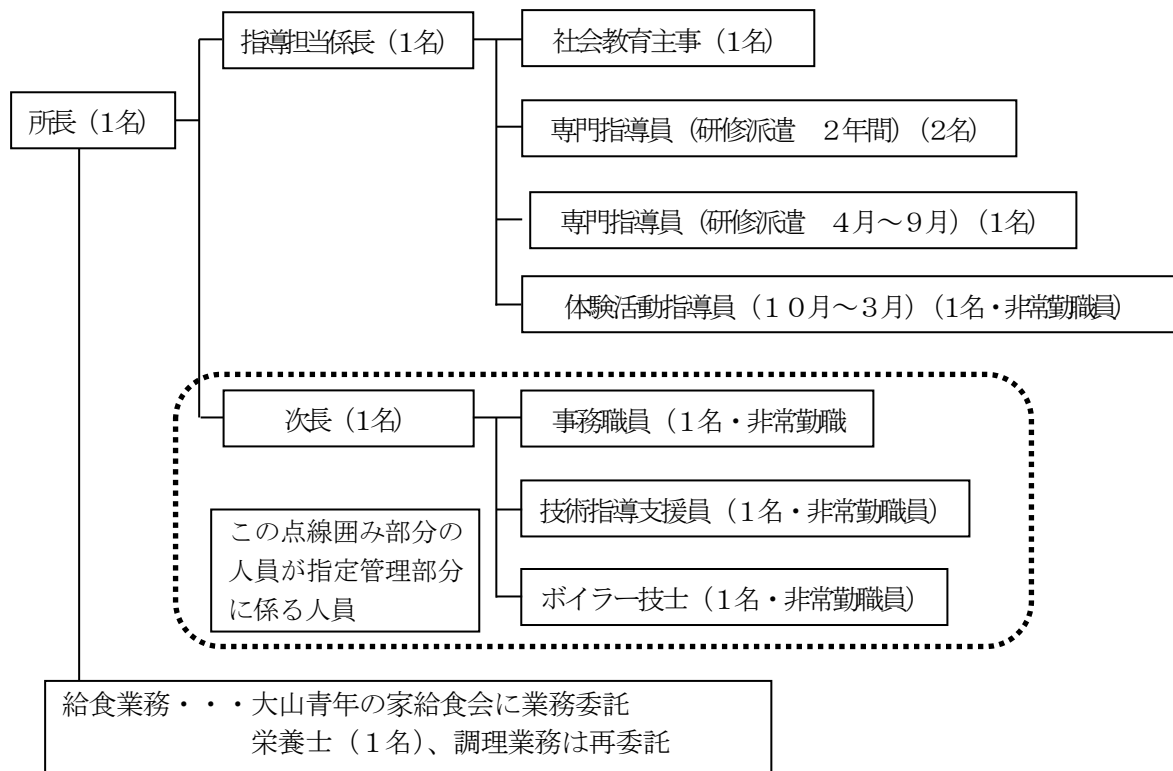 指導担当係長（１名）
社会教育主事（１名）
所長（１名）
専門指導員（研修派遣　２年間）（２名）
専門指導員（研修派遣　４月～９月）（１名）
体験活動指導員（１０月～３月）（１名・非常勤職員）
次長（１名）
事務職員（１名・非常勤職
技術指導支援員（１名・非常勤職員）
この点線囲み部分の
人員が指定管理部分
に係る人員
ボイラー技士（１名・非常勤職員）
給食業務・・・大山青年の家給食会に業務委託
栄養士（１名）、調理業務は再委託